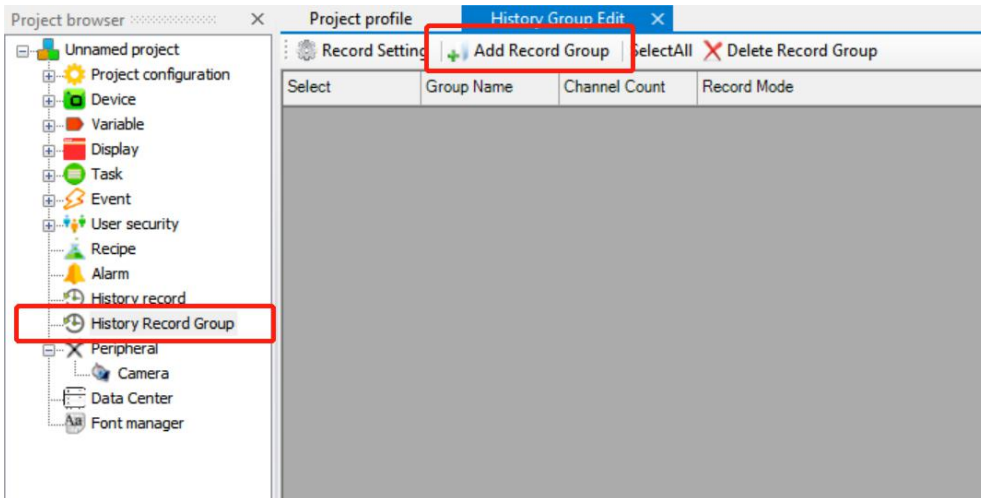 Project browser
Unnamed project
Project configuration
Device
Variable
Display
Task
Event
User security
Recipe
Alarm
History record
History Record Group
Peripheral
Camera
Data Center
Font manager
Project profile History Group Edit
Record Setting Add Record Group SelectAll Delete Record Group
Select Group Name Channel Count Record Mode